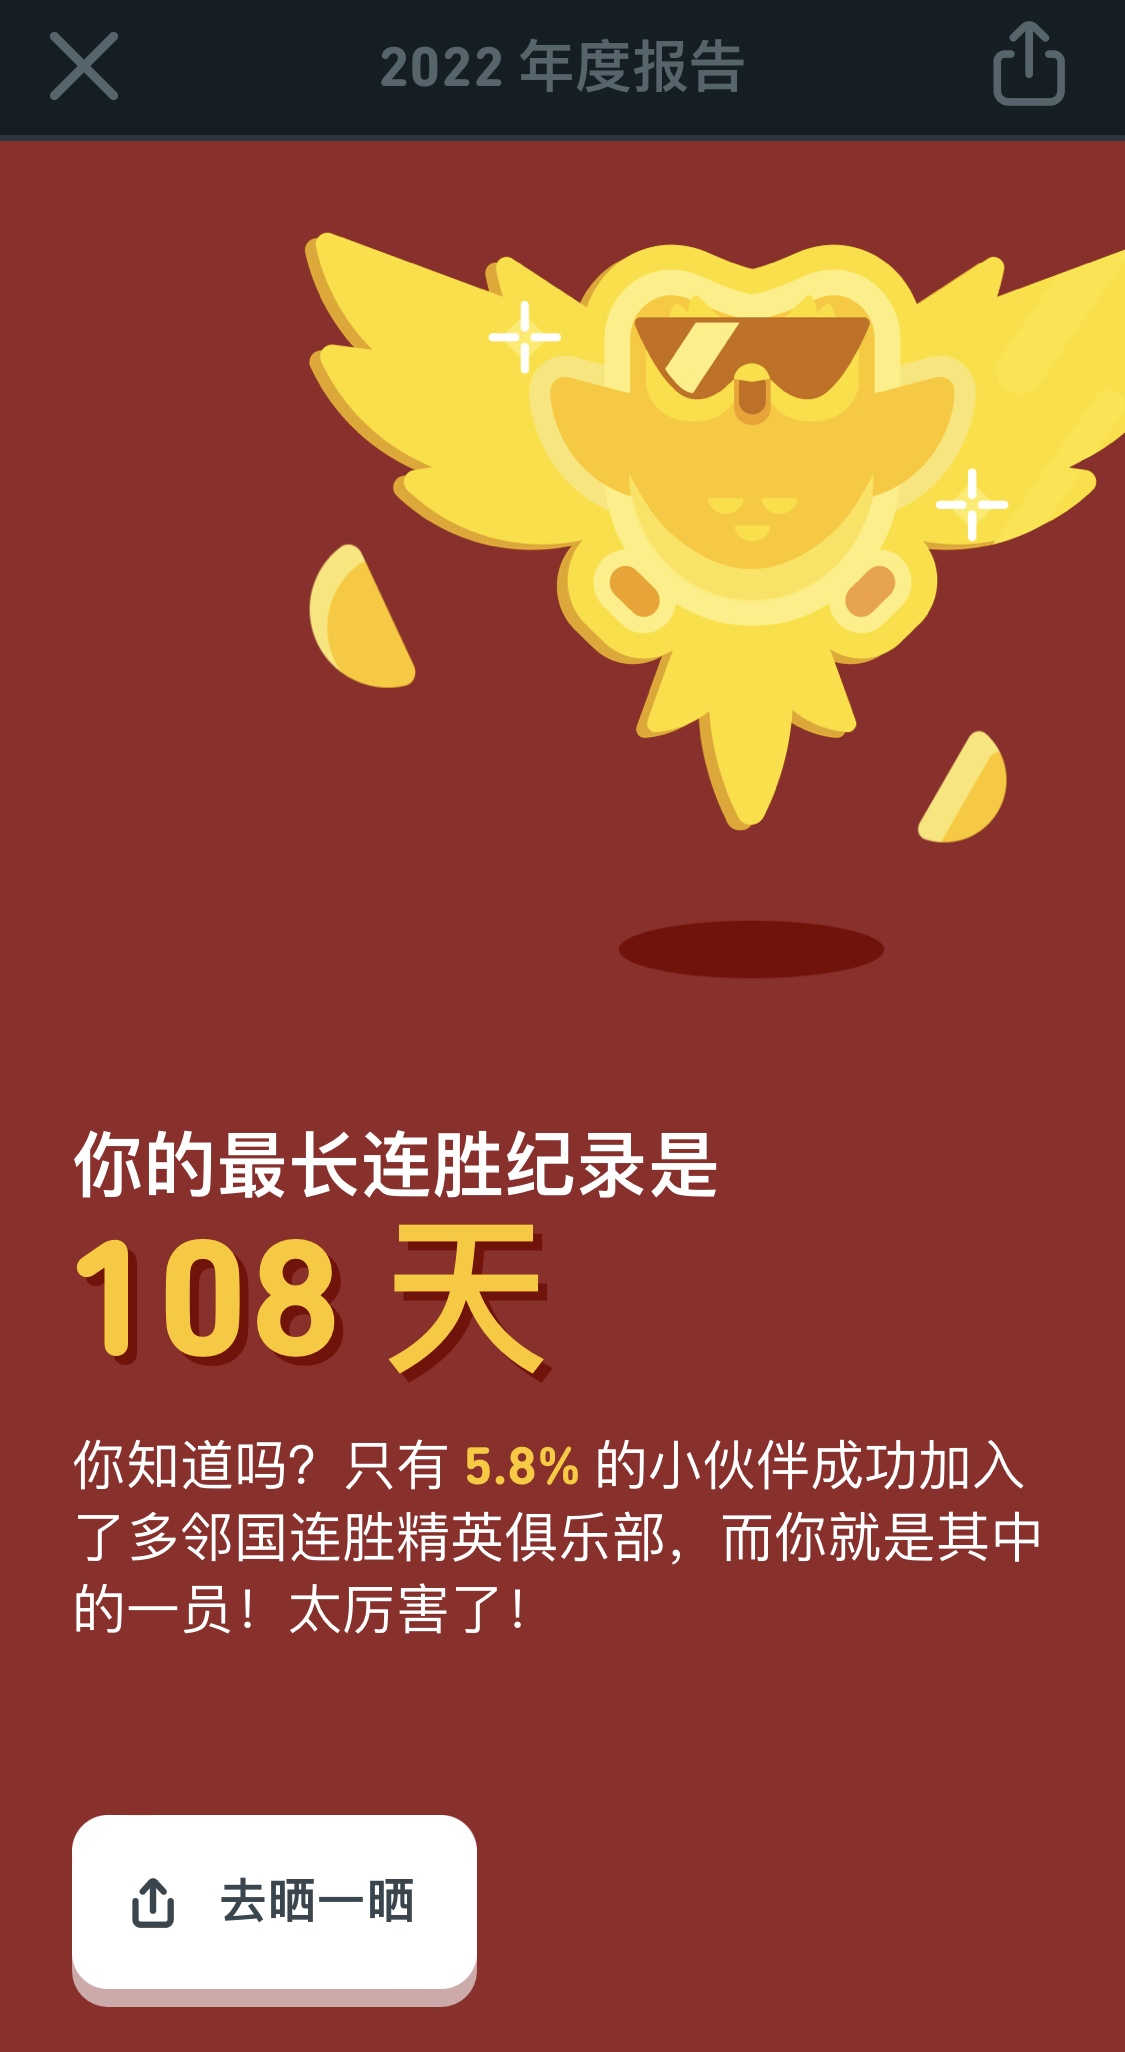 2022 年度报告
你的最长连胜纪录是
108 天
你知道吗？只有 5.8% 的小伙伴成功加入
了多邻国连胜精英俱乐部，而你就是其中
的一员！太厉害了！
去晒一晒